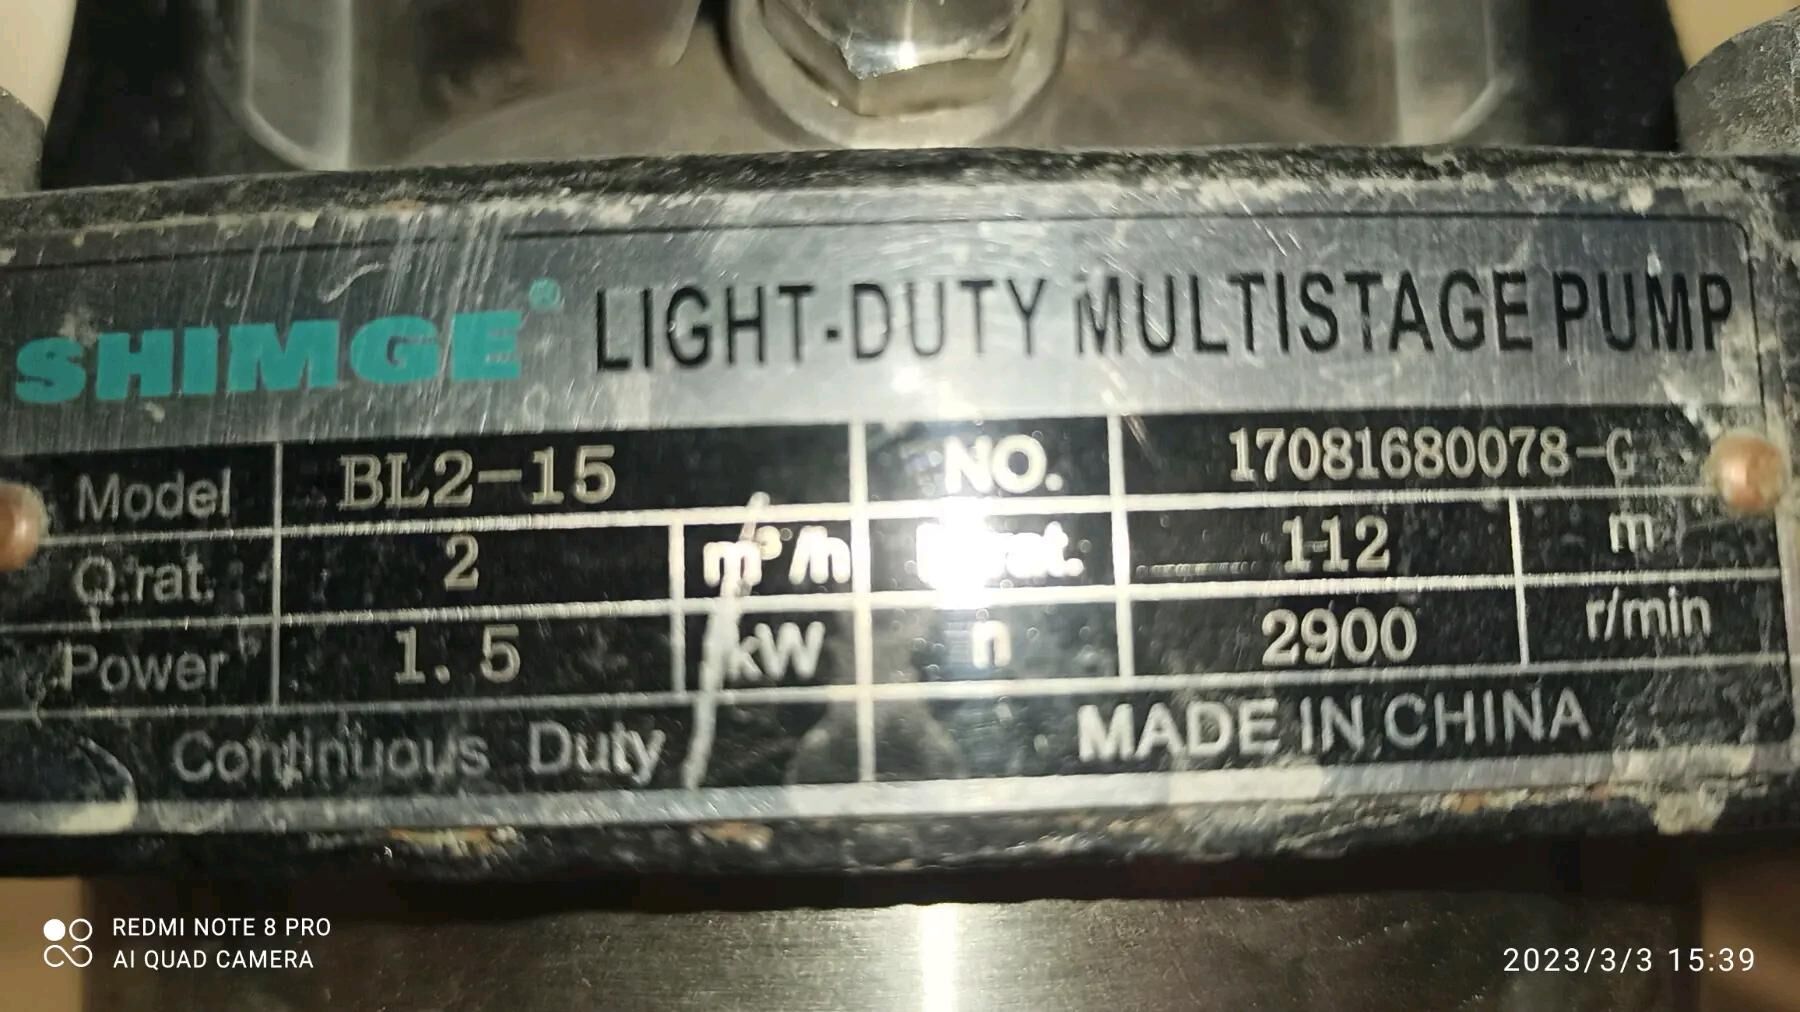 SHIMGE® LIGHT-DUTY MULTISTAGE PUMP
Model BL2-15 NO. 17081680078-G
Q.rat. 2 m³/h rat. 112 m
Power 1.5 kW n 2900 r/min
Continuous Duty MADE IN CHINA
REDMI NOTE 8 PRO
AI QUAD CAMERA
2023/3/3 15:39